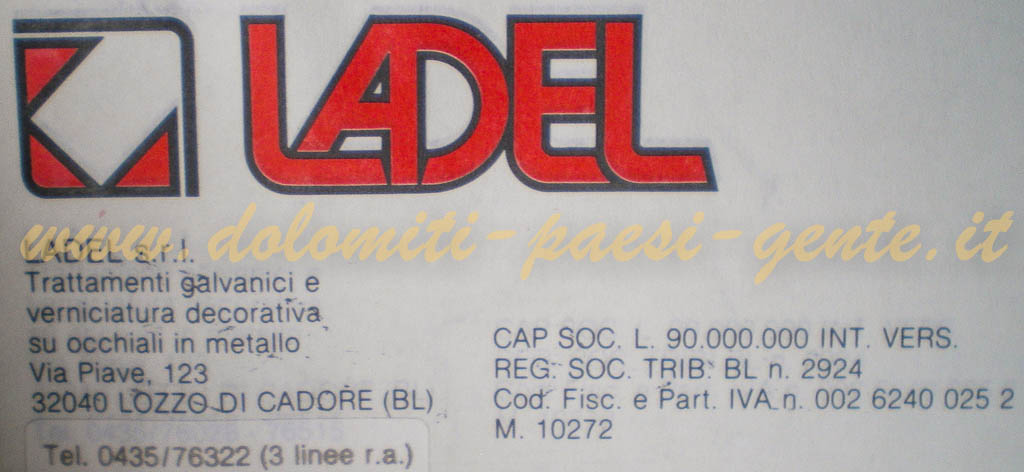 LADEL
www.dolomiti-paesi-gente.it
LADEL s.r.l.
Trattamenti galvanici e
verniciatura decorativa
su occhiali in metallo
Via Piave, 123
32040 LOZZO DI CADORE (BL)
Tel. 0435/76322 (3 linee r.a.)
CAP SOC. L. 90.000.000 INT. VERS.
REG. SOC. TRIB. BL n. 2924
Cod. Fisc. e Part. IVA n. 002 6240 025 2
M. 10272